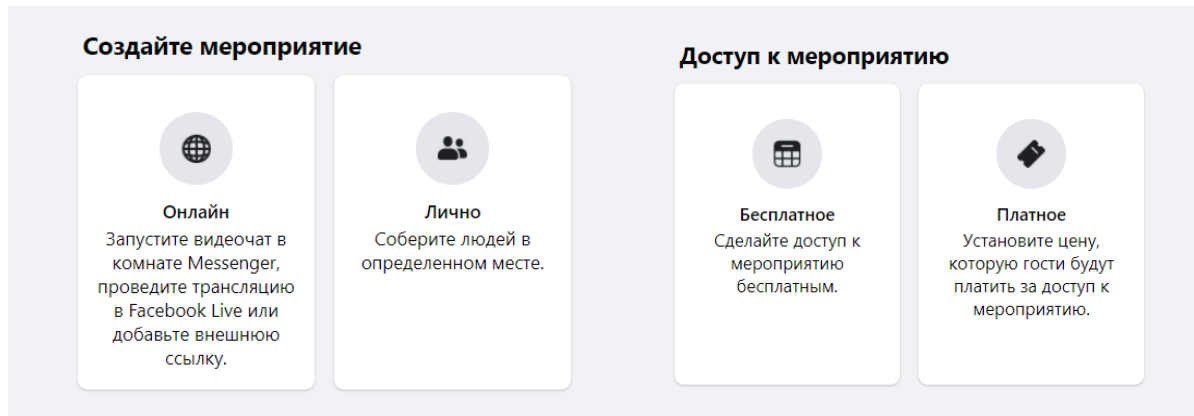 Создайте мероприятие
Онлайн
Запустите видеочат в
комнате Messenger,
проведите трансляцию
в Facebook Live или
добавьте внешнюю
ссылку.
Лично
Соберите людей в
определенном месте.
Доступ к мероприятию
Бесплатное
Сделайте доступ к
мероприятию
бесплатным.
Платное
Установите цену,
которую гости будут
платить за доступ к
мероприятию.